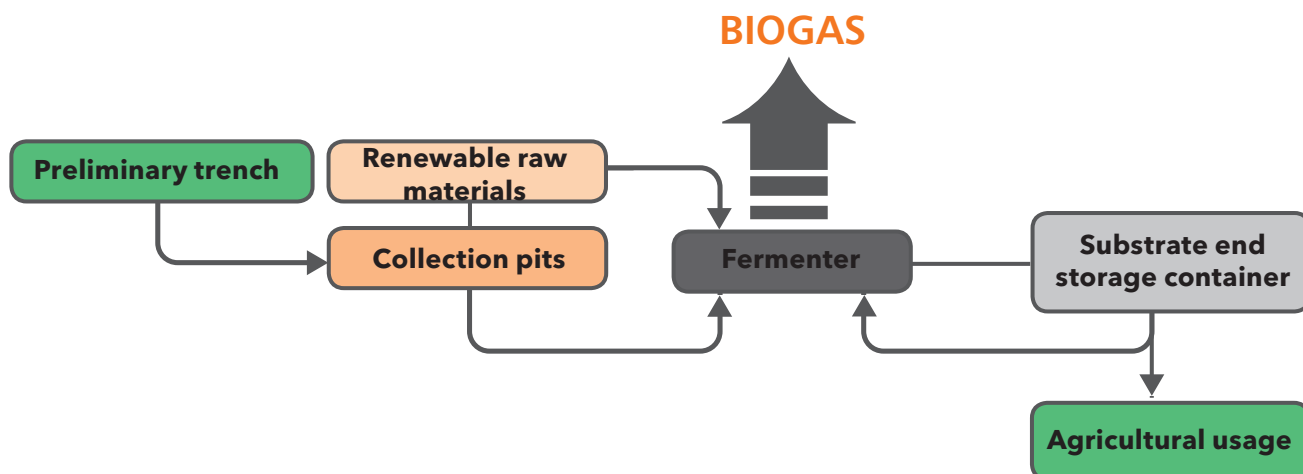 BIOGAS
Preliminary trench
Renewable raw
materials
Collection pits
Fermenter
Substrate end
storage container
Agricultural usage